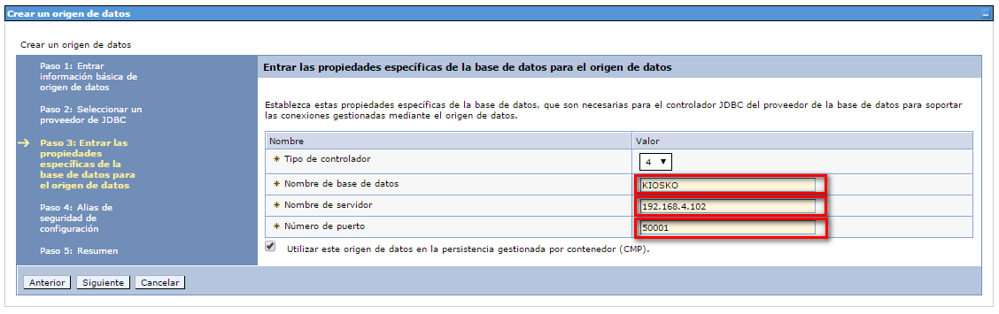 Crear un origen de datos
Crear un origen de datos
Paso 1: Entrar
información básica de
origen de datos
Paso 2: Seleccionar un
proveedor de JDBC
Paso 3: Entrar las
propiedades
específicas de la
base de datos para
el origen de datos
Paso 4: Alias de
seguridad de
configuración
Paso 5: Resumen
Entrar las propiedades específicas de la base de datos para el origen de datos
Establezca estas propiedades específicas de la base de datos, que son necesarias para el controlador JDBC del proveedor de la base de datos para soportar
las conexiones gestionadas mediante el origen de datos.
Nombre Valor
* Tipo de controlador 4
* Nombre de base de datos KIOSKO
* Nombre de servidor 192.168.4.102
* Número de puerto 50001
Utilizar este origen de datos en la persistencia gestionada por contenedor (CMP).
Anterior Siguiente Cancelar